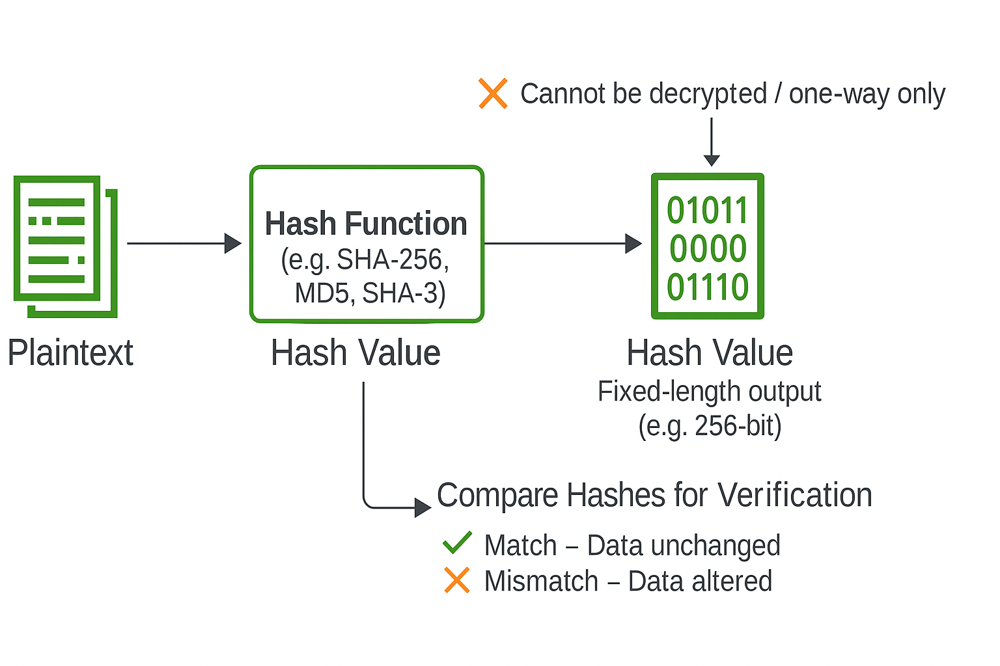 Cannot be decrypted / one-way only
Hash Function
(e.g. SHA-256,
MD5, SHA-3)
01011
0000
01110
Plaintext
Hash Value
Hash Value
Fixed-length output
(e.g. 256-bit)
Compare Hashes for Verification
Match – Data unchanged
Mismatch – Data altered